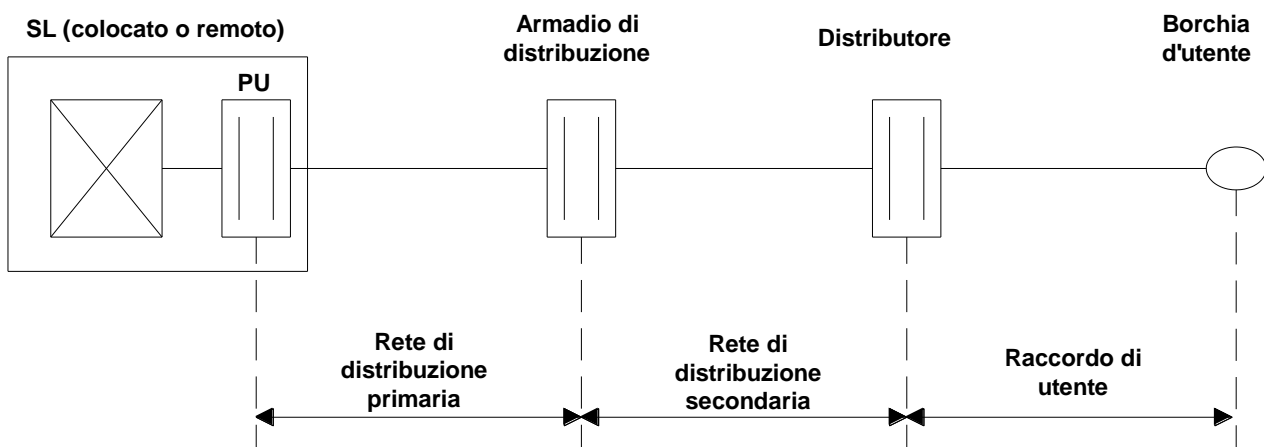 SL (colocato o remoto)
Armadio di
distribuzione
Distributore
Borchia
d'utente
PU
Rete di
distribuzione
primaria
Rete di
distribuzione
secondaria
Raccordo di
utente